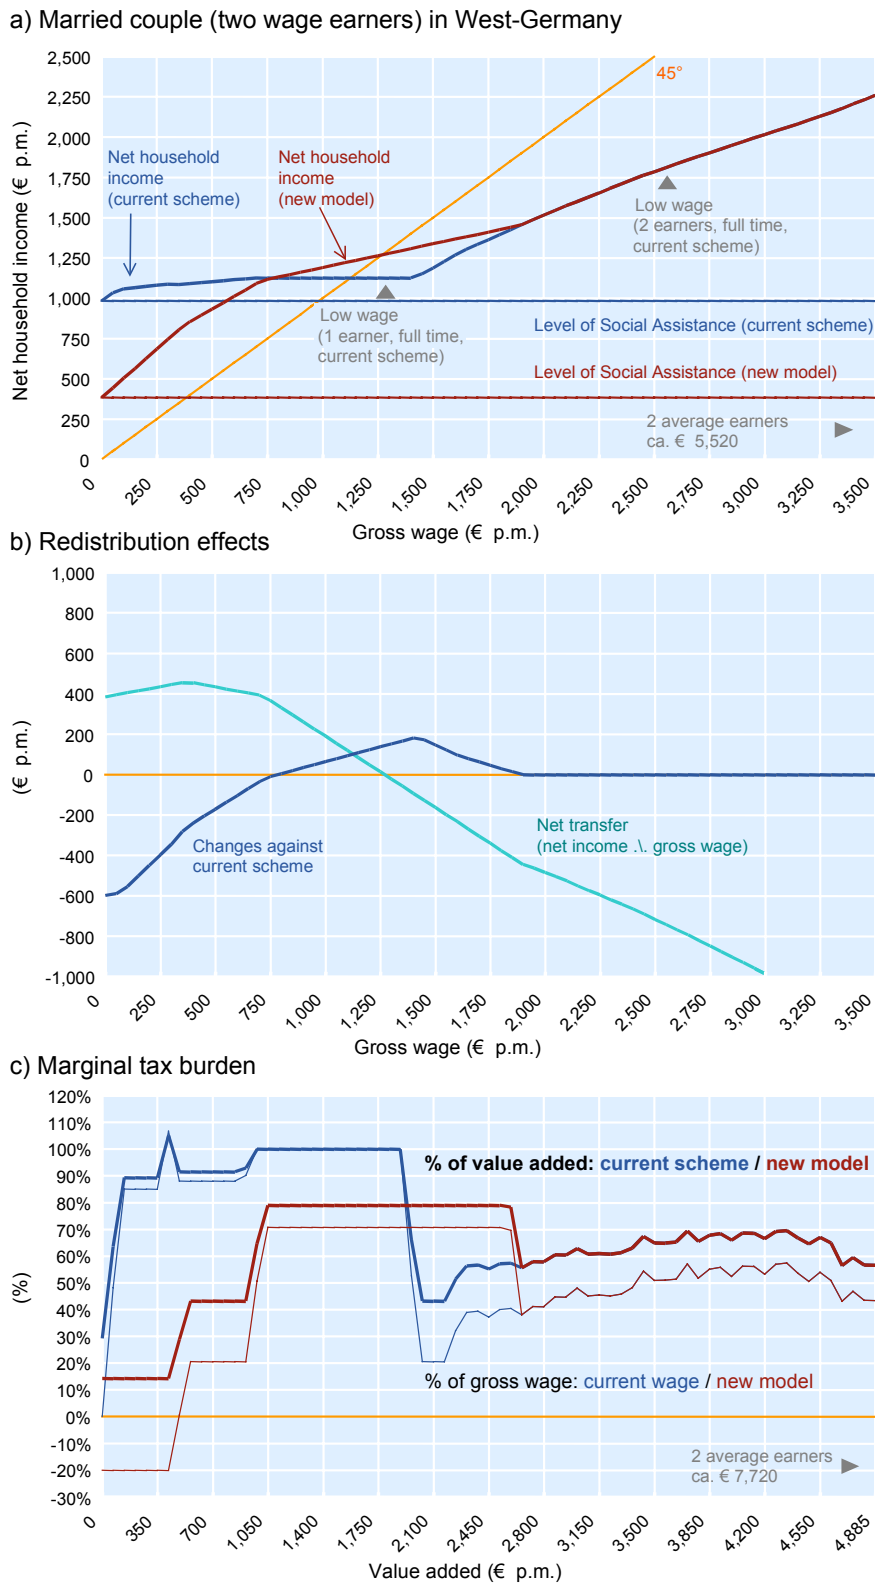 a) Married couple (two wage earners) in West-Germany
Net household income (€ p.m.)
2,500
2,250
2,000
1,750
1,500
1,250
1,000
750
500
250
0
45°
Net household
income
(current scheme)
Net household
income
(new model)
Low wage
(2 earners, full time,
current scheme)
Low wage
(1 earner, full time,
current scheme)
Level of Social Assistance (current scheme)
Level of Social Assistance (new model)
2 average earners
ca. € 5,520
0
250
500
750
1,000
1,250
1,500
1,750
2,000
2,250
2,500
2,750
3,000
3,250
3,500
Gross wage (€ p.m.)
b) Redistribution effects
(€ p.m.)
1,000
800
600
400
200
0
-200
-400
-600
-800
-1,000
Changes against
current scheme
Net transfer
(net income .\. gross wage)
0
250
500
750
1,000
1,250
1,500
1,750
2,000
2,250
2,500
2,750
3,000
3,250
3,500
Gross wage (€ p.m.)
c) Marginal tax burden
(%)
120%
110%
100%
90%
80%
70%
60%
50%
40%
30%
20%
10%
0%
-10%
-20%
-30%
% of value added: current scheme / new model
% of gross wage: current wage / new model
2 average earners
ca. € 7,720
0
350
700
1,050
1,400
1,750
2,100
2,450
2,800
3,150
3,500
3,850
4,200
4,550
4,885
Value added (€ p.m.)